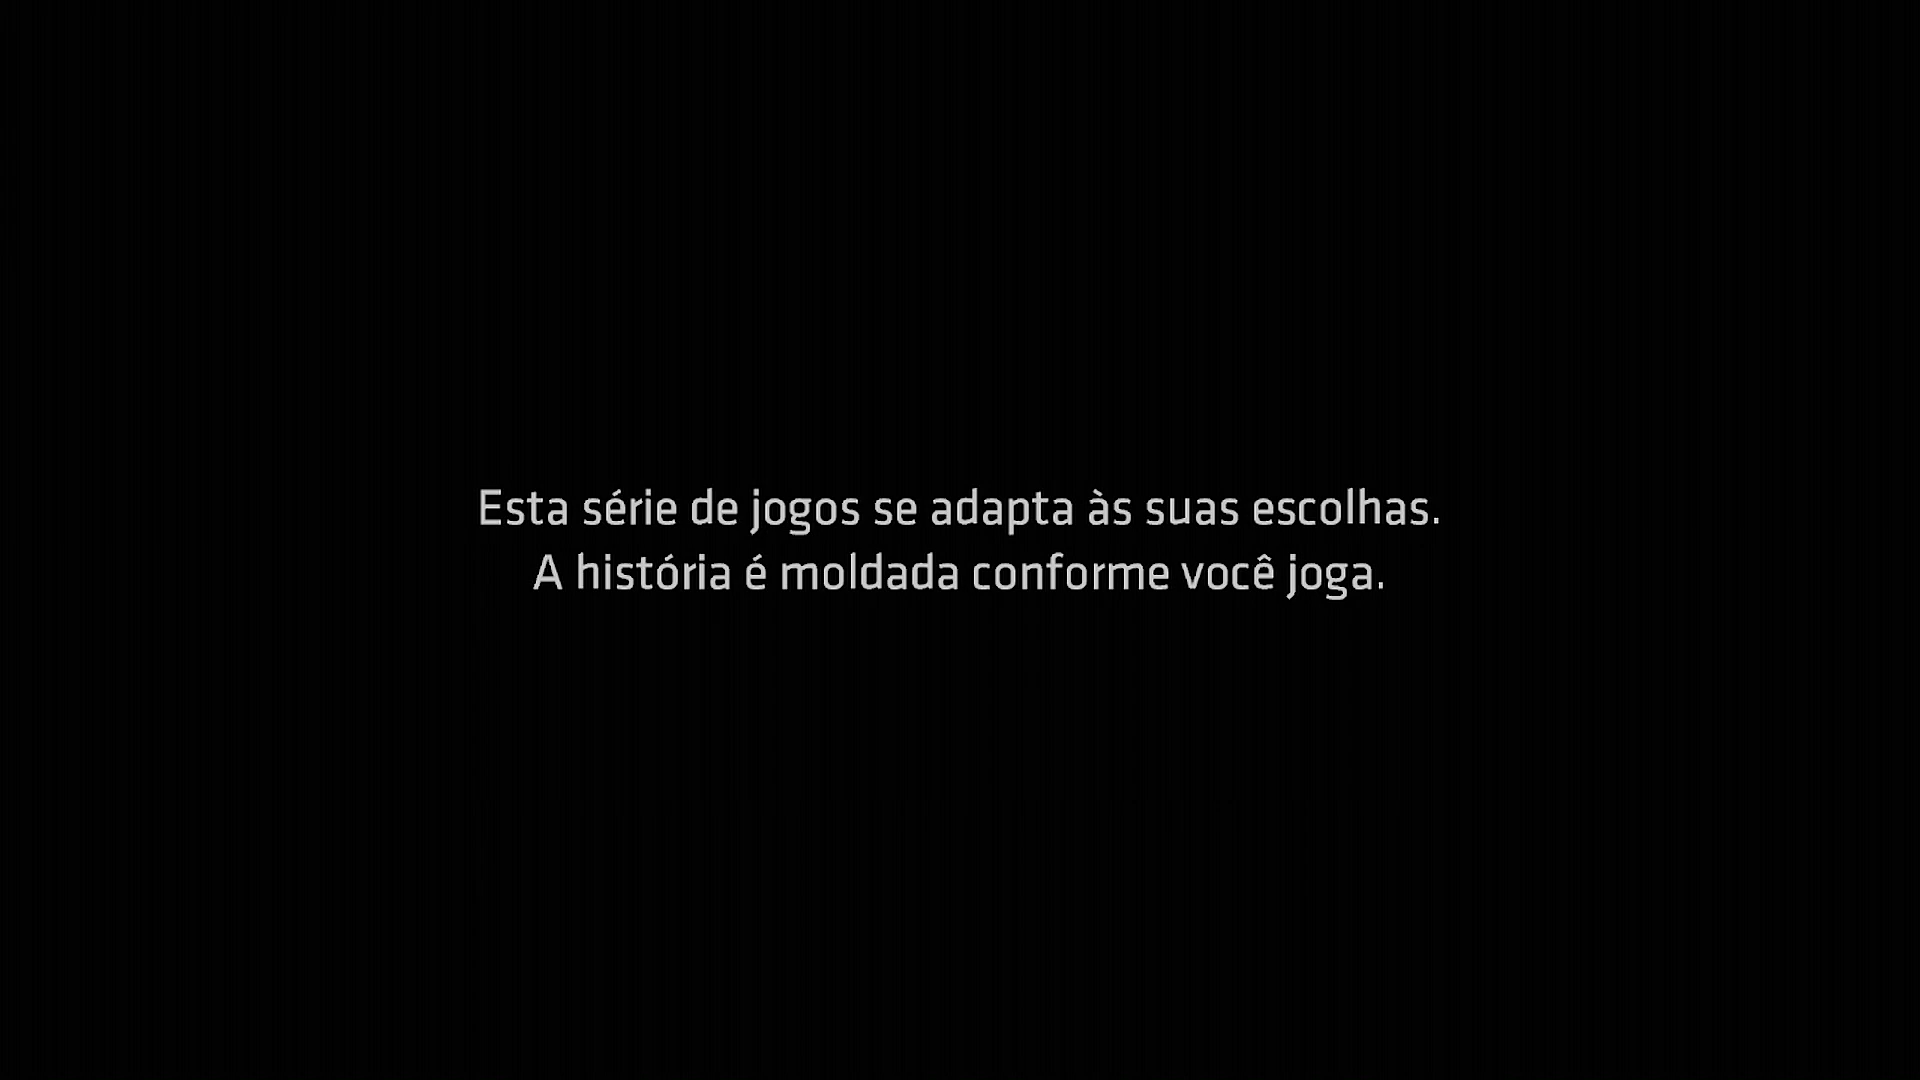 Esta série de jogos se adapta às suas escolhas.
A história é moldada conforme você joga.